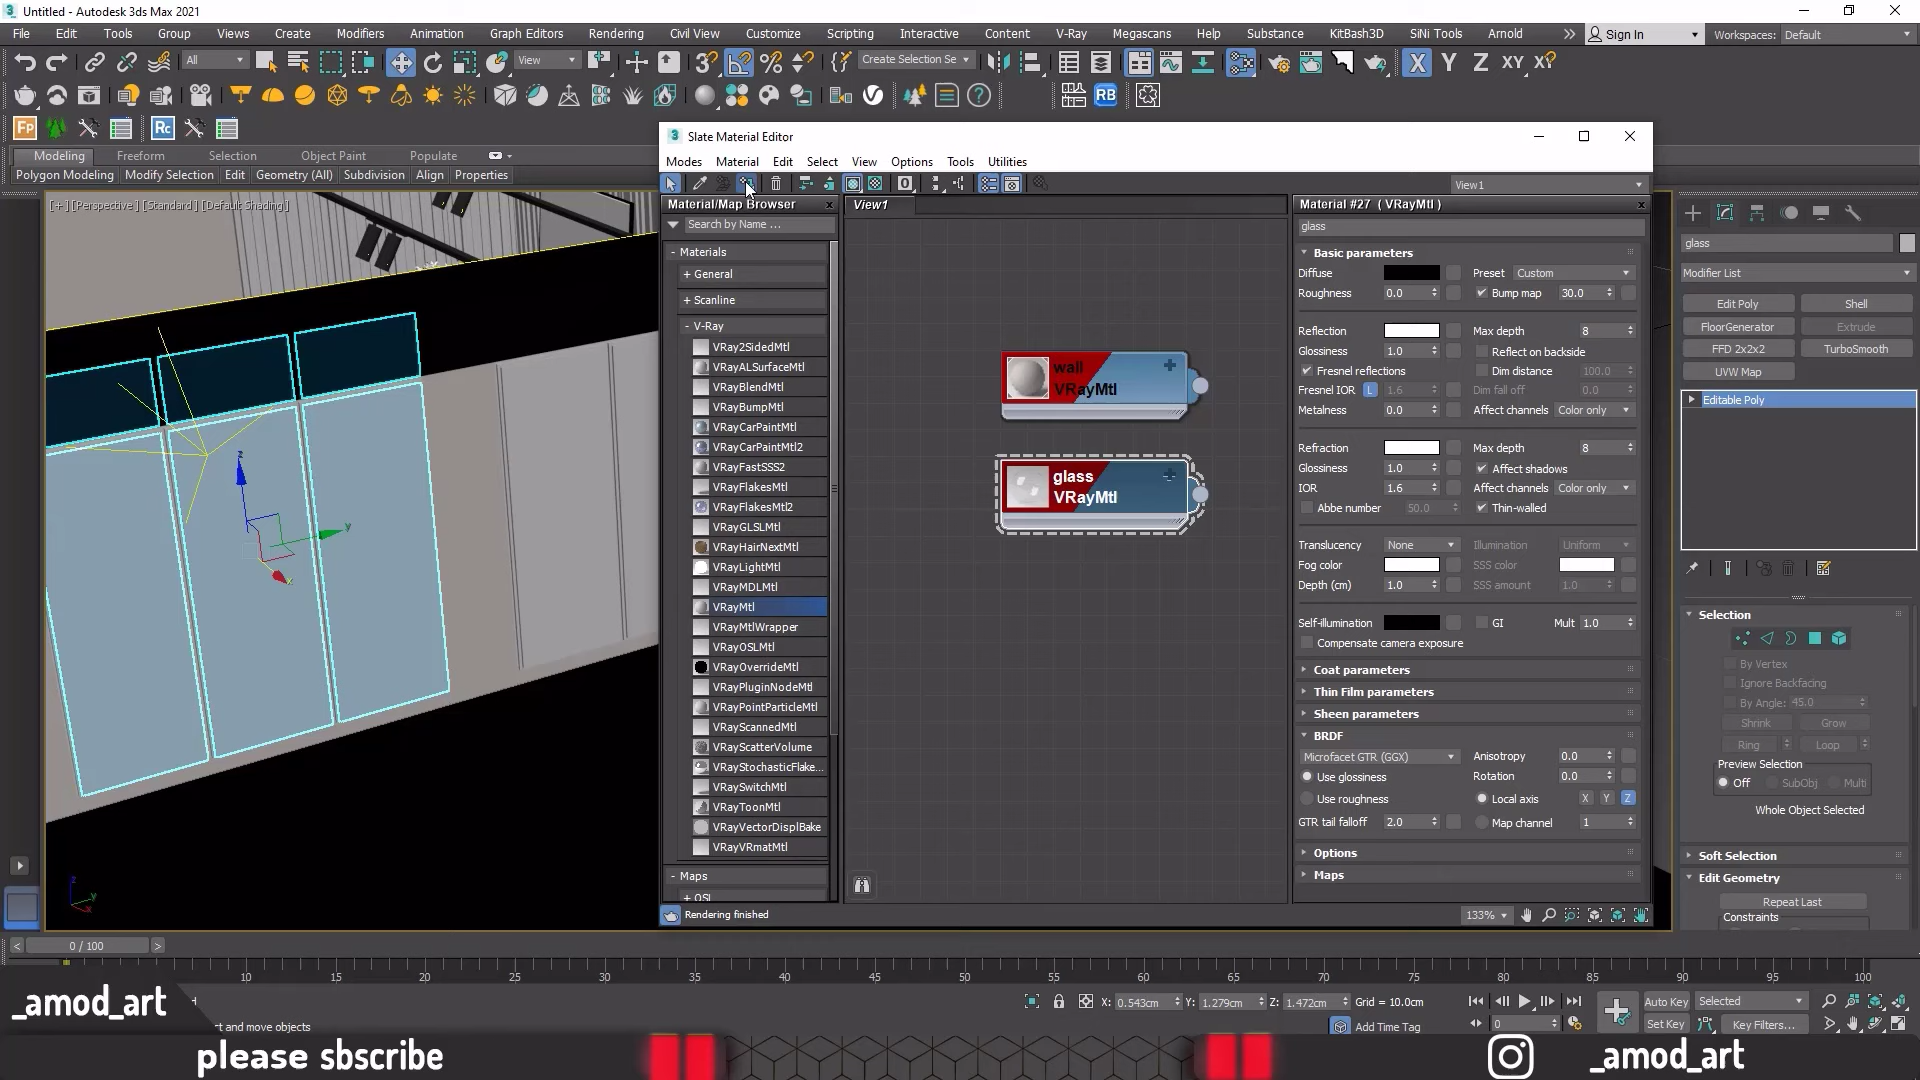 Untitled - Autodesk 3ds Max 2021
File Edit Tools Group Views Create Modifiers Animation Graph Editors Rendering Civil View Customize Scripting Interactive Content V-Ray Megascans Help Substance KitBash3D SiNi Tools Arnold Sign In Workspaces: Default
All View Create Selection Se X Y Z XY XY
RB
Fp Rc
Modeling Freeform Selection Object Paint Populate
Polygon Modeling Modify Selection Edit Geometry (All) Subdivision Align Properties
[+] [Perspective] [Standard] [Default Shading]
Slate Material Editor
Modes Material Edit Select View Options Tools Utilities
View1
Material/Map Browser
Search by Name ...
- Materials
+ General
+ Scanline
- V-Ray
VRay2SidedMtl
VRayALSurfaceMtl
VRayBlendMtl
VRayBumpMtl
VRayCarPaintMtl
VRayCarPaintMtl2
VRayFastSSS2
VRayFlakesMtl
VRayFlakesMtl2
VRayGLSLMtl
VRayHairNextMtl
VRayLightMtl
VRayMDLMtl
VRayMtl
VRayMtlWrapper
VRayOSLMtl
VRayOverrideMtl
VRayPluginNodeMtl
VRayPointParticleMtl
VRayScannedMtl
VRayScatterVolume
VRayStochasticFlake...
VRaySwitchMtl
VRayToonMtl
VRayVectorDisplBake
VRayVRmatMtl
- Maps
+ OSL
Rendering finished
View1
wall
VRayMtl
glass
VRayMtl
Material #27 ( VRayMtl )
glass
Basic parameters
Diffuse Preset Custom
Roughness 0.0 Bump map 30.0
Reflection Max depth 8
Glossiness 1.0 Reflect on backside
Fresnel reflections Dim distance 100.0
Fresnel IOR L 1.6 Dim fall off 0.0
Metalness 0.0 Affect channels Color only
Refraction Max depth 8
Glossiness 1.0 Affect shadows
IOR 1.6 Affect channels Color only
Abbe number 50.0 Thin-walled
Translucency None Illumination Uniform
Fog color SSS color
Depth (cm) 1.0 SSS amount 1.0
Self-illumination GI Mult 1.0
Compensate camera exposure
Coat parameters
Thin Film parameters
Sheen parameters
BRDF
Microfacet GTR (GGX) Anisotropy 0.0
Use glossiness Rotation 0.0
Use roughness Local axis X Y Z
GTR tail falloff 2.0 Map channel 1
Options
Maps
133%
glass
Modifier List
Edit Poly Shell
FloorGenerator Extrude
FFD 2x2x2 TurboSmooth
UVW Map
Editable Poly
Selection
By Vertex
Ignore Backfacing
By Angle: 45.0
Shrink Grow
Ring Loop
Preview Selection
Off SubObj Multi
Whole Object Selected
Soft Selection
Edit Geometry
Repeat Last
Constraints
0 / 100
10 15 20 25 30 35 40 45 50 55 60 65 70 75 80 85 90 95 100
X: 0.543cm Y: 1.279cm Z: 1.472cm Grid = 10.0cm Auto Key Selected
ct and move objects
Add Time Tag 0 Set Key Key Filters...
_amod_art
please sbscribe
_amod_art